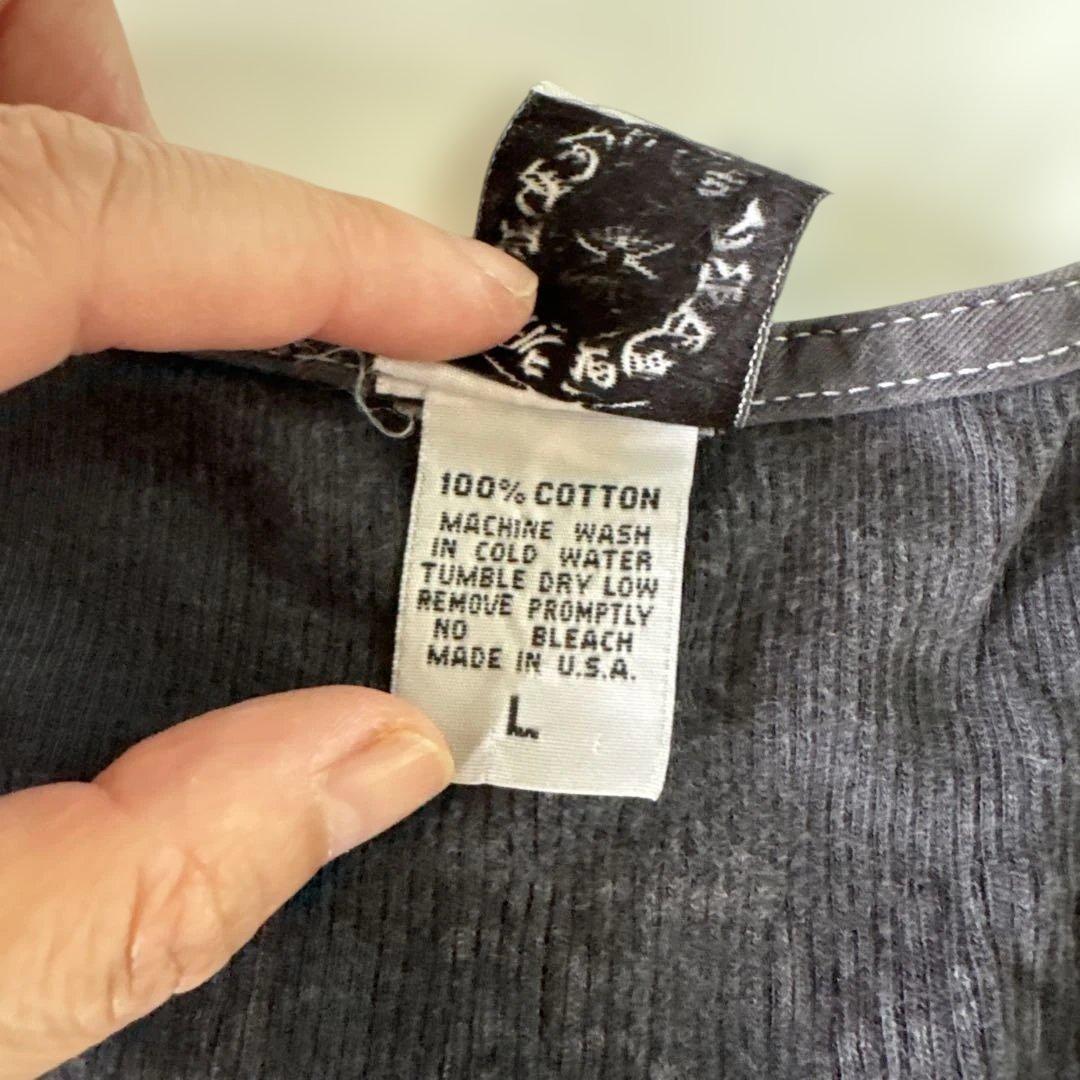 100% COTTON
MACHINE WASH
IN COLD WATER
TUMBLE DRY LOW
REMOVE PROMPTLY
NO BLEACH
MADE IN U.S.A.
L